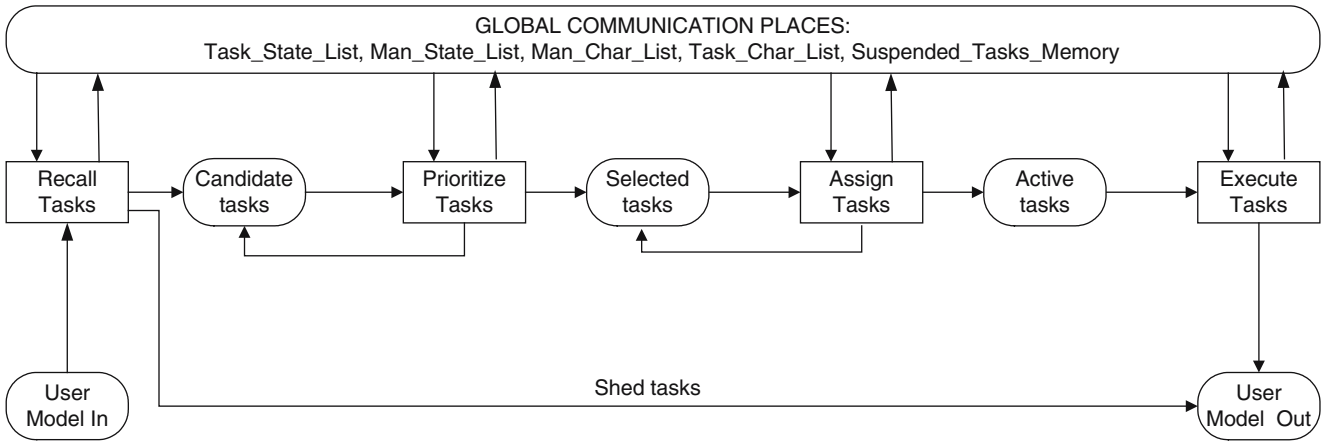 GLOBAL COMMUNICATION PLACES:
Task_State_List, Man_State_List, Man_Char_List, Task_Char_List, Suspended_Tasks_Memory
Recall
Tasks
Candidate
tasks
Prioritize
Tasks
Selected
tasks
Assign
Tasks
Active
tasks
Execute
Tasks
Shed tasks
User
Model In
User
Model Out